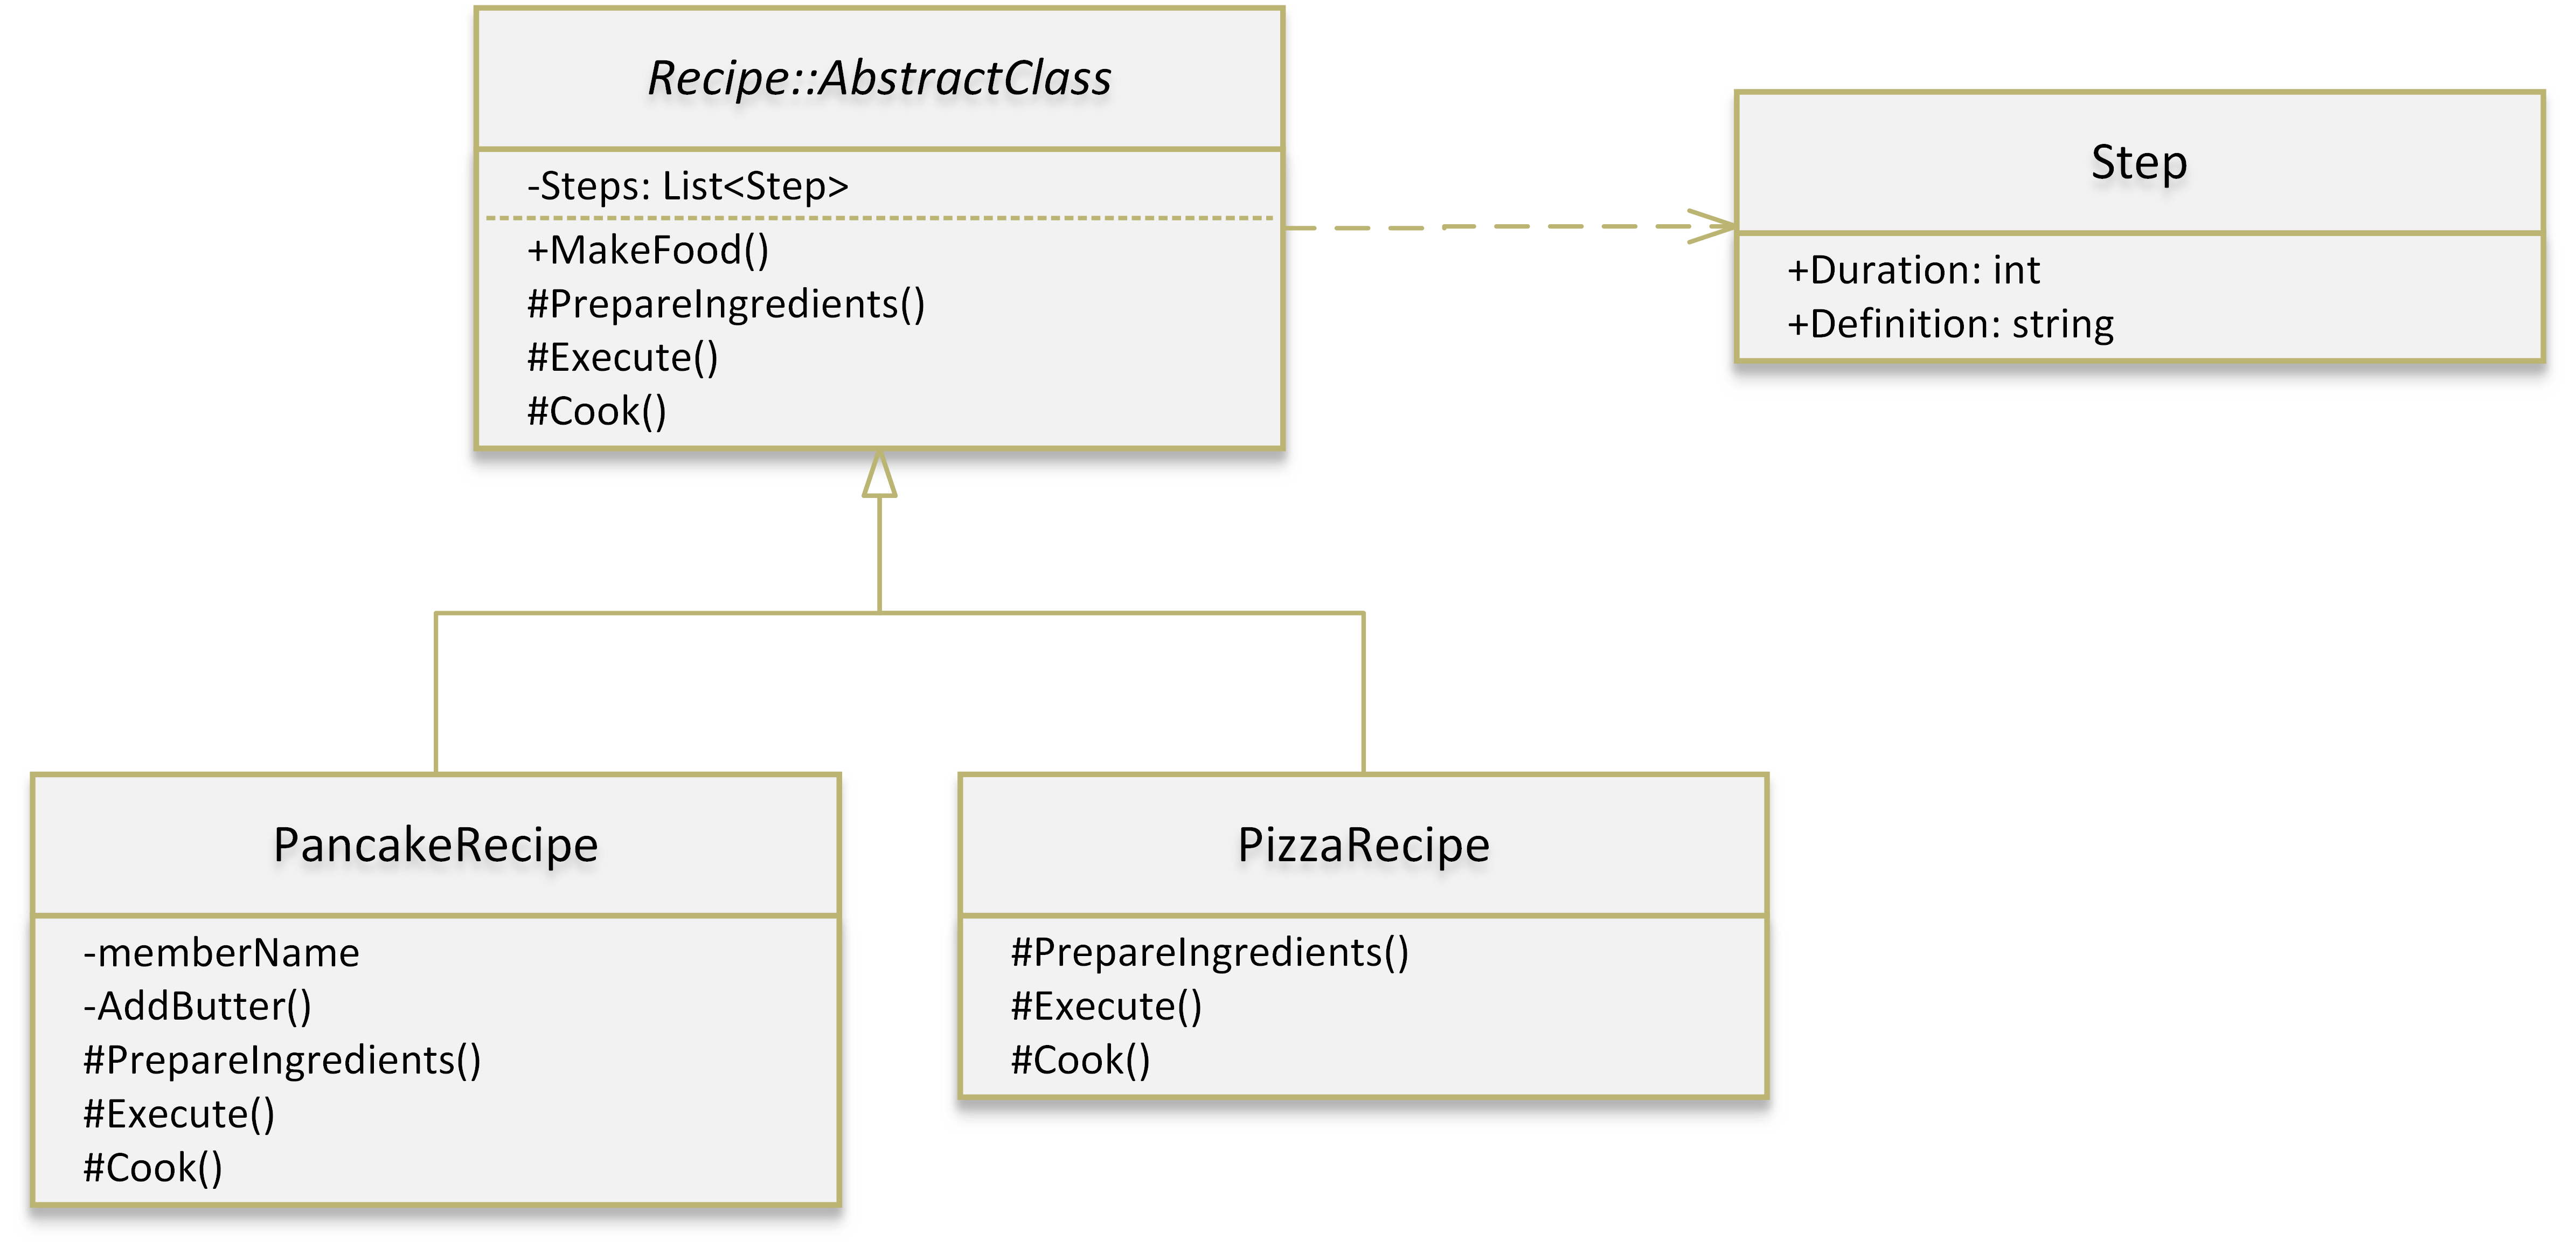 Recipe::AbstractClass
-Steps: List<Step>
+MakeFood()
#PrepareIngredients()
#Execute()
#Cook()
Step
+Duration: int
+Definition: string
PancakeRecipe
-memberName
-AddButter()
#PrepareIngredients()
#Execute()
#Cook()
PizzaRecipe
#PrepareIngredients()
#Execute()
#Cook()